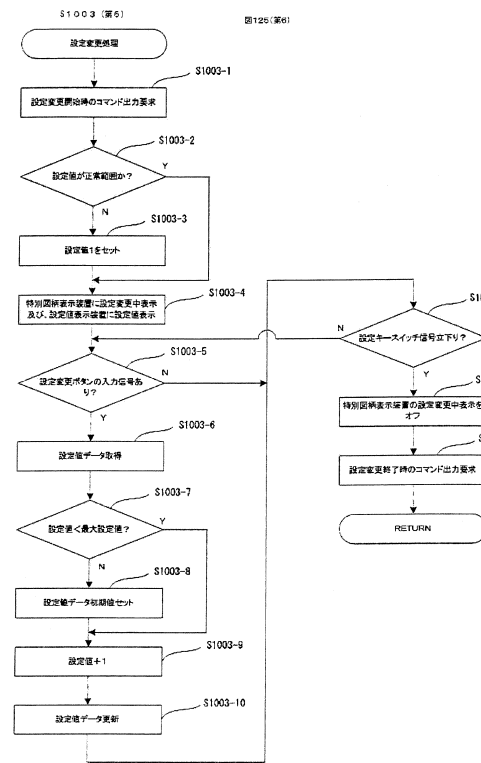 S1003（第6）
図125（第6）
設定変更処理
S1003-1
設定変更開始時のコマンド出力要求
S1003-2
設定値が正常範囲か？
Y
N
S1003-3
設定値1をセット
S1003-4
特別図柄表示装置に設定変更中表示
及び、設定値表示装置に設定値表示
S1003-5
設定変更ボタンの入力信号あ
り？
N
Y
S1003-6
設定値データ取得
S1003-7
設定値＜最大設定値？
Y
N
S1003-8
設定値データ初期値セット
S1003-9
設定値＋1
S1003-10
設定値データ更新
N
設定キースイッチ信号立下り？
Y
特別図柄表示装置の設定変更中表示を
オフ
設定変更終了時のコマンド出力要求
RETURN